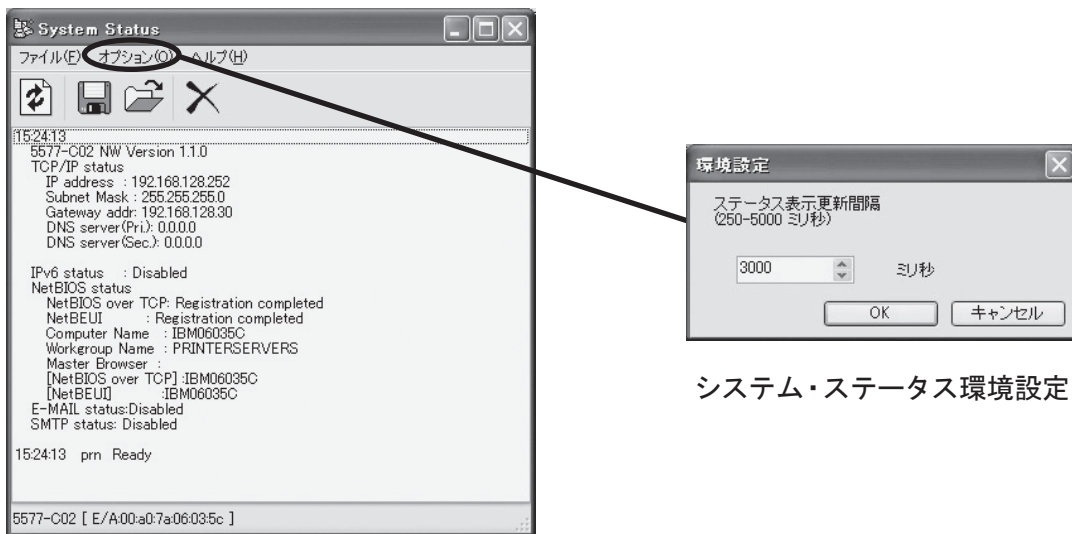 System Status
ファイル(F) オプション(O) ヘルプ(H)
15:24:13
5577-C02 NW Version 1.1.0
TCP/IP status
IP address : 192.168.128.252
Subnet Mask : 255.255.255.0
Gateway addr: 192.168.128.30
DNS server(Pri.): 0.0.0.0
DNS server(Sec.): 0.0.0.0
IPv6 status : Disabled
NetBIOS status
NetBIOS over TCP: Registration completed
NetBEUI : Registration completed
Computer Name : IBM06035C
Workgroup Name : PRINTERSERVERS
Master Browser :
[NetBIOS over TCP] :IBM06035C
[NetBEUI] :IBM06035C
E-MAIL status:Disabled
SMTP status: Disabled
15:24:13 prn Ready
5577-C02 [ E/A:00:a0:7a:06:03:5c ]
環境設定
ステータス表示更新間隔
(250-5000 ミリ秒)
3000 ミリ秒
OK キャンセル
システム・ステータス環境設定